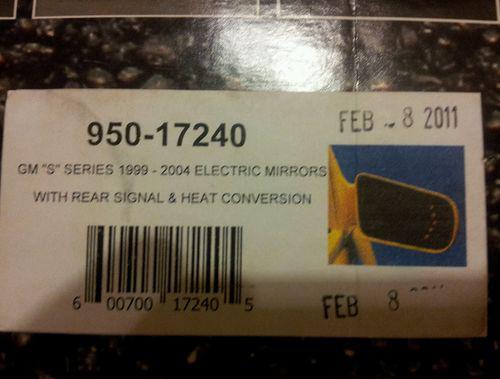 950-17240
FEB - 8 2011
GM "S" SERIES 1999 - 2004 ELECTRIC MIRRORS
WITH REAR SIGNAL & HEAT CONVERSION
6 00700 17240 5
FEB 8